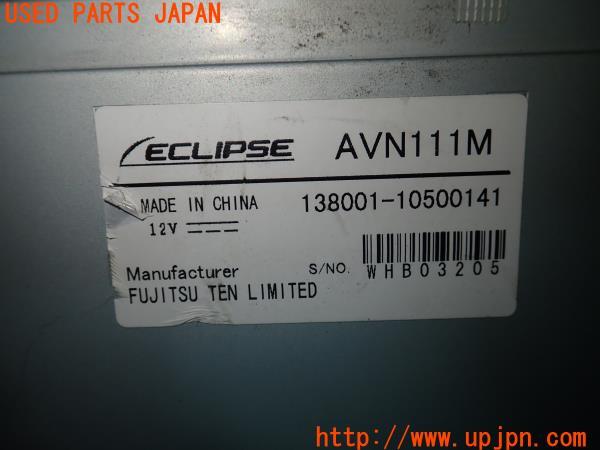 USED PARTS JAPAN
ECLIPSE AVN111M
MADE IN CHINA 138001-10500141
12V
Manufacturer S/NO. WHB03205
FUJITSU TEN LIMITED
http://www.upjpn.com